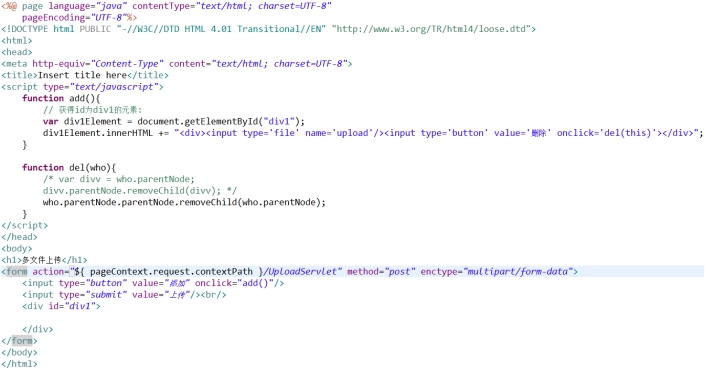 <%@ page language="java" contentType="text/html; charset=UTF-8"
    pageEncoding="UTF-8"%>
<!DOCTYPE html PUBLIC "-//W3C//DTD HTML 4.01 Transitional//EN" "http://www.w3.org/TR/html4/loose.dtd">
<html>
<head>
<meta http-equiv="Content-Type" content="text/html; charset=UTF-8">
<title>Insert title here</title>
<script type="text/javascript">
    function add(){
        // 获得id为div1的元素:
        var div1Element = document.getElementById("div1");
        div1Element.innerHTML += "<div><input type='file' name='upload'/><input type='button' value='删除' onclick='del(this)'></div>";
    }
    function del(who){
        /* var divv = who.parentNode;
        divv.parentNode.removeChild(divv); */
        who.parentNode.parentNode.removeChild(who.parentNode);
    }
</script>
</head>
<body>
<h1>多文件上传</h1>
<form action="${ pageContext.request.contextPath }/UploadServlet" method="post" enctype="multipart/form-data">
    <input type="button" value="添加" onclick="add()"/>
    <input type="submit" value="上传"/><br/>
    <div id="div1">
    </div>
</form>
</body>
</html>